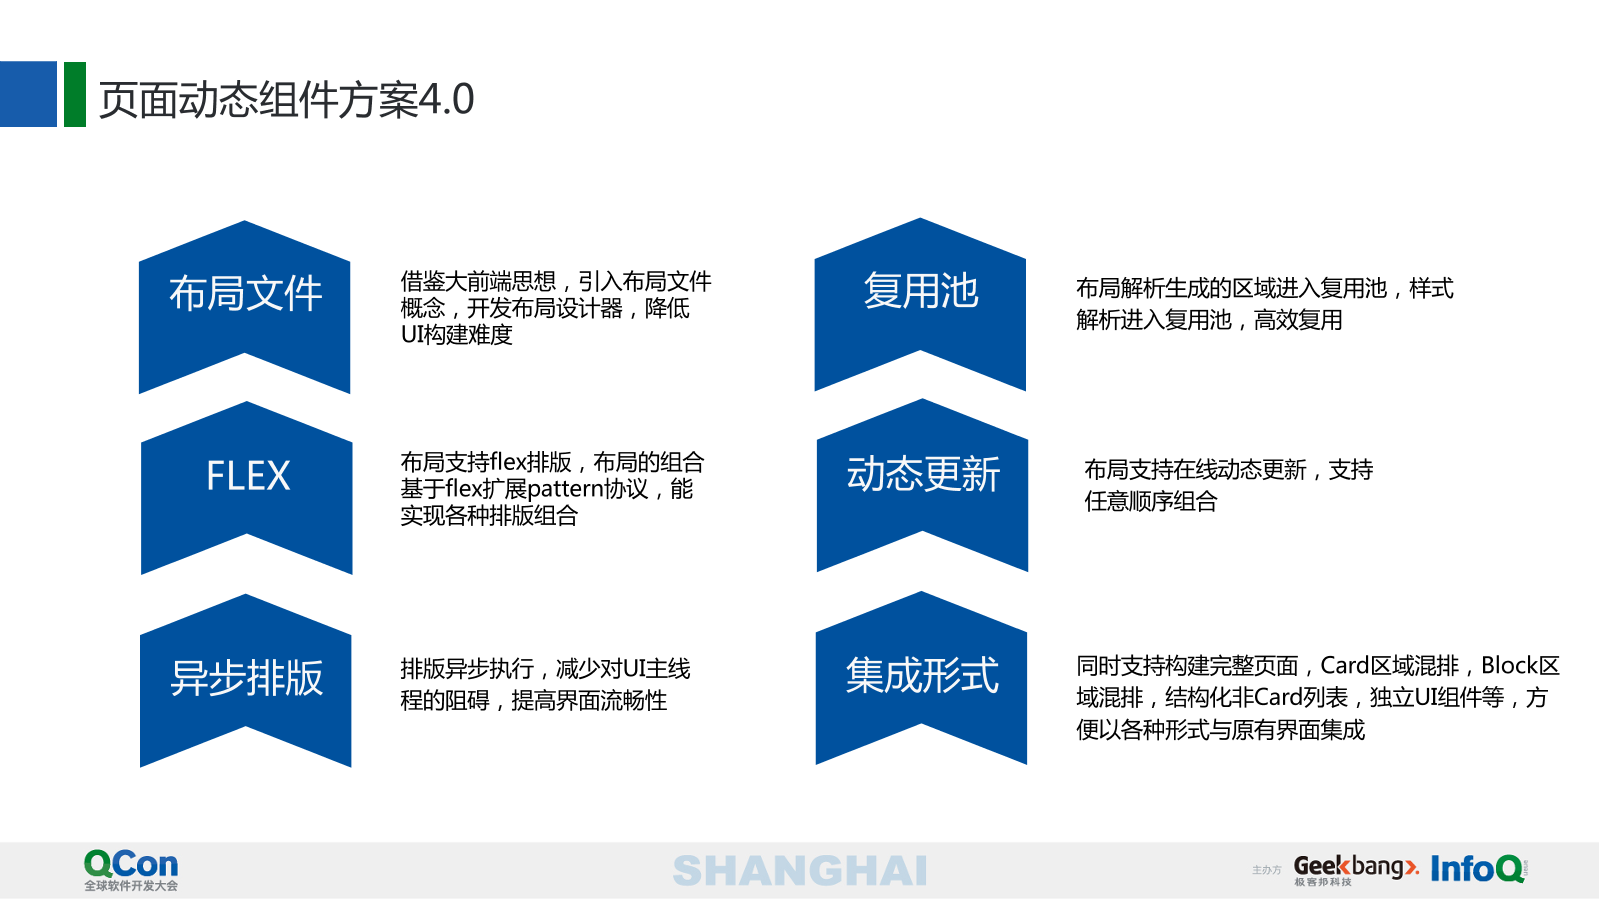 页面动态组件方案4.0
布局文件
借鉴大前端思想，引入布局文件
概念，开发布局设计器，降低
UI构建难度
FLEX
布局支持flex排版，布局的组合
基于flex扩展pattern协议，能
实现各种排版组合
异步排版
排版异步执行，减少对UI主线
程的阻碍，提高界面流畅性
复用池
布局解析生成的区域进入复用池，样式
解析进入复用池，高效复用
动态更新
布局支持在线动态更新，支持
任意顺序组合
集成形式
同时支持构建完整页面，Card区域混排，Block区
域混排，结构化非Card列表，独立UI组件等，方
便以各种形式与原有界面集成
QCon
全球软件开发大会
SHANGHAI
主办方
Geekbang>.
极客邦科技
InfoQ